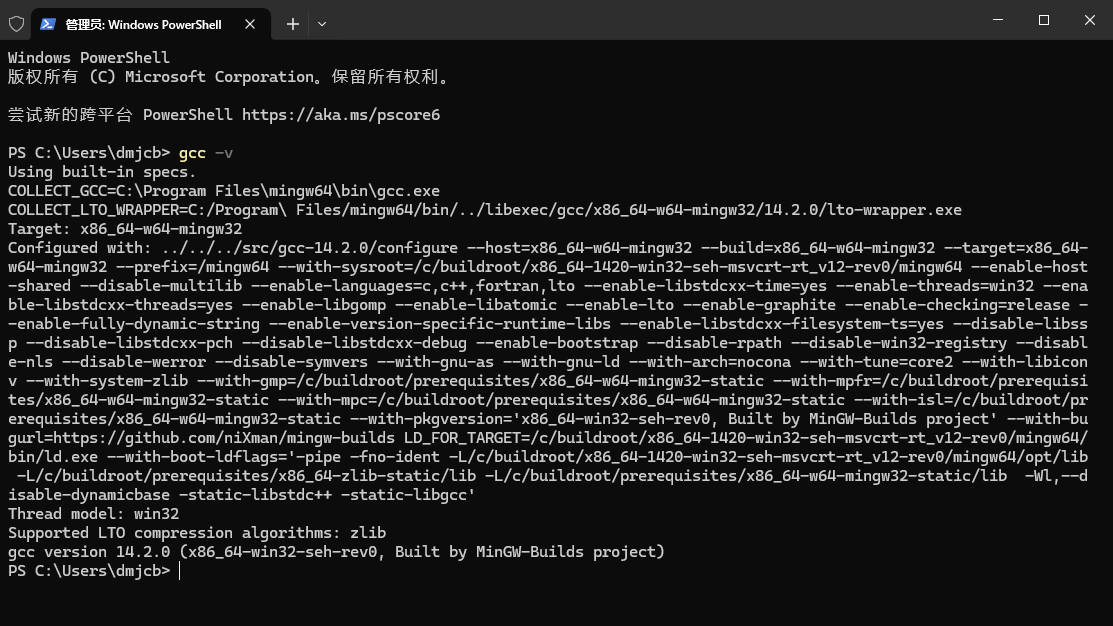 管理员: Windows PowerShell
Windows PowerShell
版权所有 (C) Microsoft Corporation。保留所有权利。
尝试新的跨平台 PowerShell https://aka.ms/pscore6
PS C:\Users\dmjcb> gcc -v
Using built-in specs.
COLLECT_GCC=C:\Program Files\mingw64\bin\gcc.exe
COLLECT_LTO_WRAPPER=C:/Program\ Files/mingw64/bin/../libexec/gcc/x86_64-w64-mingw32/14.2.0/lto-wrapper.exe
Target: x86_64-w64-mingw32
Configured with: ../../../src/gcc-14.2.0/configure --host=x86_64-w64-mingw32 --build=x86_64-w64-mingw32 --target=x86_64-
w64-mingw32 --prefix=/mingw64 --with-sysroot=/c/buildroot/x86_64-1420-win32-seh-msvcrt-rt_v12-rev0/mingw64 --enable-host
-shared --disable-multilib --enable-languages=c,c++,fortran,lto --enable-libstdcxx-time=yes --enable-threads=win32 --ena
ble-libstdcxx-threads=yes --enable-libgomp --enable-libatomic --enable-lto --enable-graphite --enable-checking=release -
-enable-fully-dynamic-string --enable-version-specific-runtime-libs --enable-libstdcxx-filesystem-ts=yes --disable-libss
p --disable-libstdcxx-pch --disable-libstdcxx-debug --enable-bootstrap --disable-rpath --disable-win32-registry --disabl
e-nls --disable-werror --disable-symvers --with-gnu-as --with-gnu-ld --with-arch=nocona --with-tune=core2 --with-libicon
v --with-system-zlib --with-gmp=/c/buildroot/prerequisites/x86_64-w64-mingw32-static --with-mpfr=/c/buildroot/prerequisi
tes/x86_64-w64-mingw32-static --with-mpc=/c/buildroot/prerequisites/x86_64-w64-mingw32-static --with-isl=/c/buildroot/pr
erequisites/x86_64-w64-mingw32-static --with-pkgversion='x86_64-win32-seh-rev0, Built by MinGW-Builds project' --with-bu
gurl=https://github.com/niXman/mingw-builds LD_FOR_TARGET=/c/buildroot/x86_64-1420-win32-seh-msvcrt-rt_v12-rev0/mingw64/
bin/ld.exe --with-boot-ldflags='-pipe -fno-ident -L/c/buildroot/x86_64-1420-win32-seh-msvcrt-rt_v12-rev0/mingw64/opt/lib
 -L/c/buildroot/prerequisites/x86_64-zlib-static/lib -L/c/buildroot/prerequisites/x86_64-w64-mingw32-static/lib  -Wl,--d
isable-dynamicbase -static-libstdc++ -static-libgcc'
Thread model: win32
Supported LTO compression algorithms: zlib
gcc version 14.2.0 (x86_64-win32-seh-rev0, Built by MinGW-Builds project)
PS C:\Users\dmjcb>